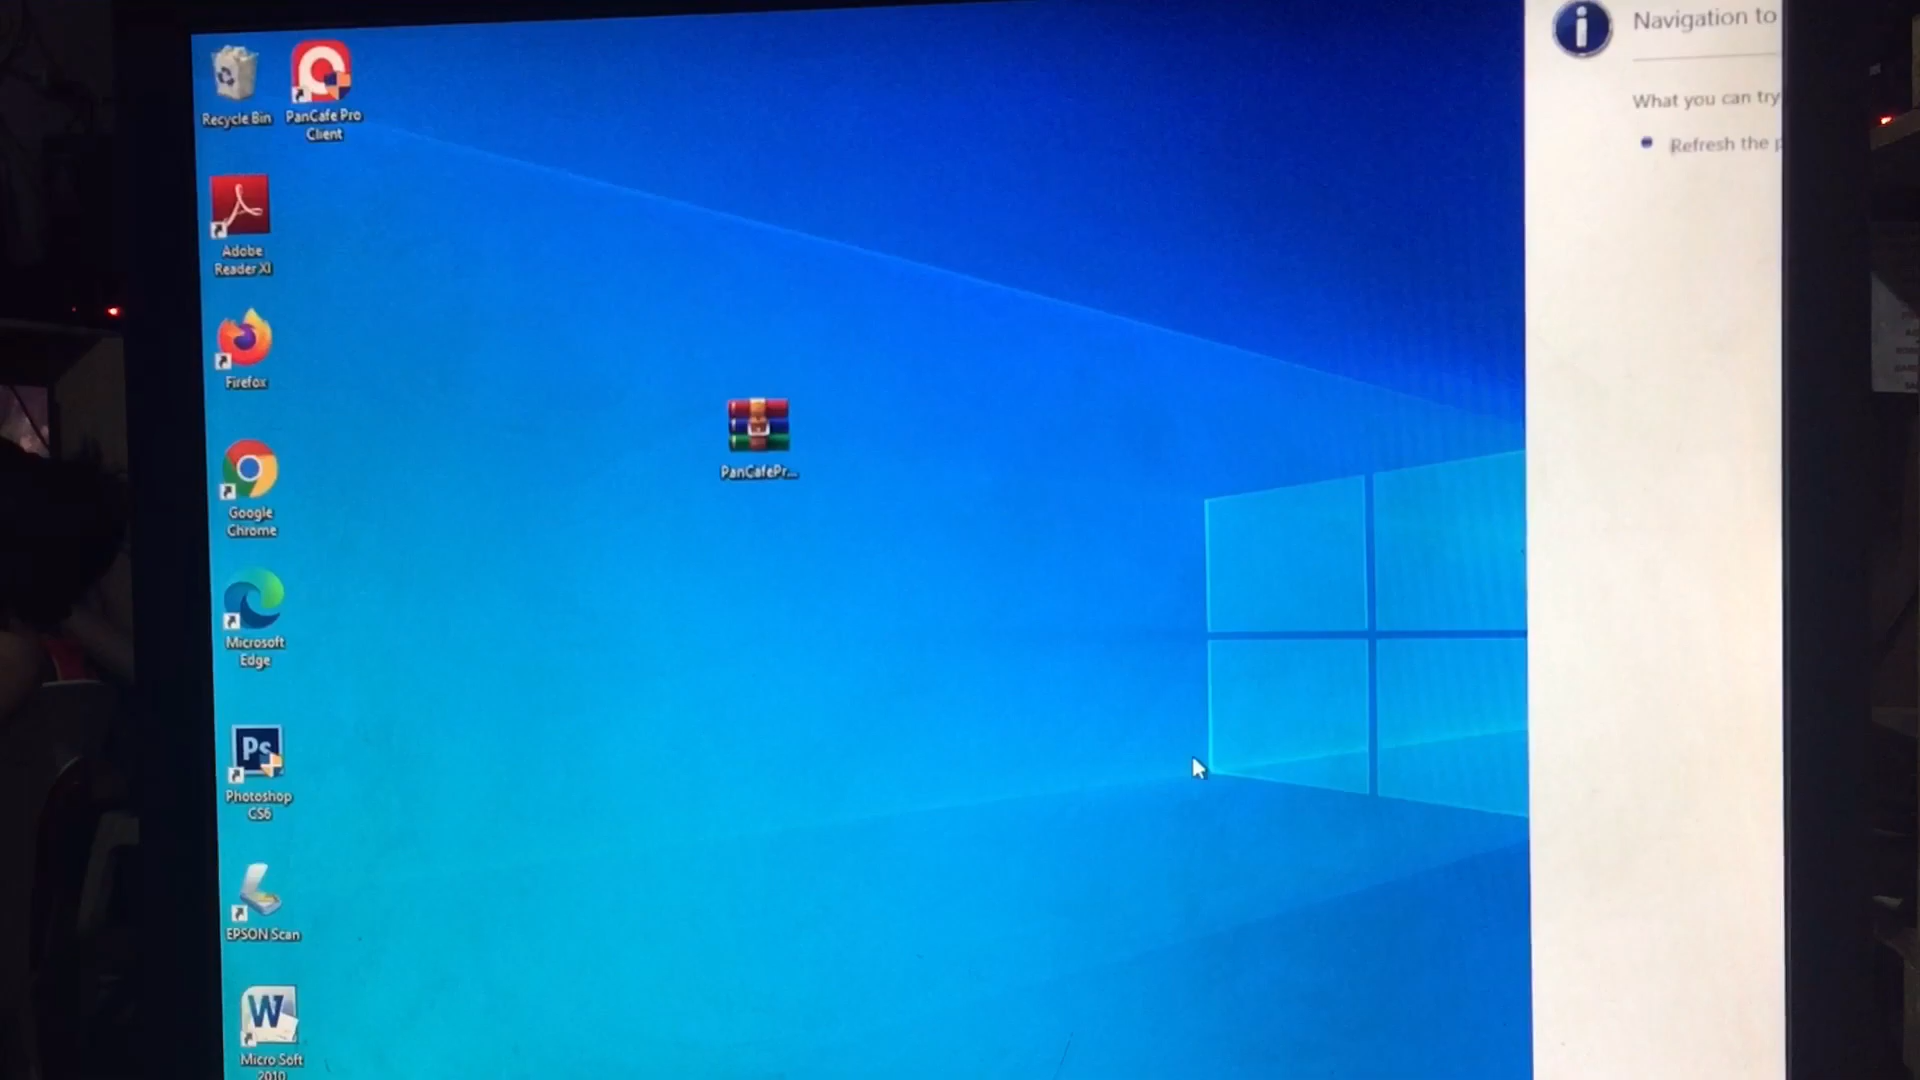 Recycle Bin
PanCafe Pro
Client
Adobe
Reader XI
Firefox
Google
Chrome
Microsoft
Edge
Ps
Photoshop
CS6
EPSON Scan
W
Micro Soft
2010
PanCafePr...
Navigation to
What you can try
Refresh the p